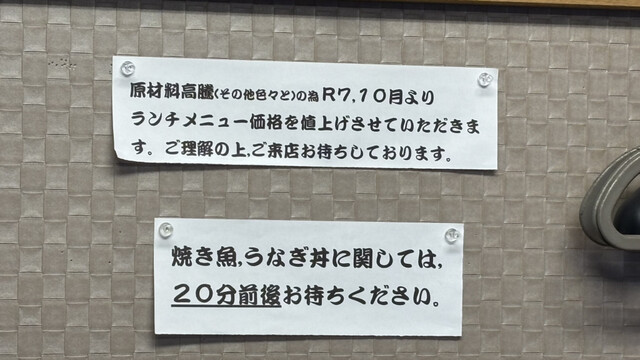 原材料高騰(その他色々と)の為R7,10月より
ランチメニュー価格を値上げさせていただきま
す。ご理解の上,ご来店お待ちしております。
焼き魚,うなぎ丼に関しては,
20分前後お待ちください。